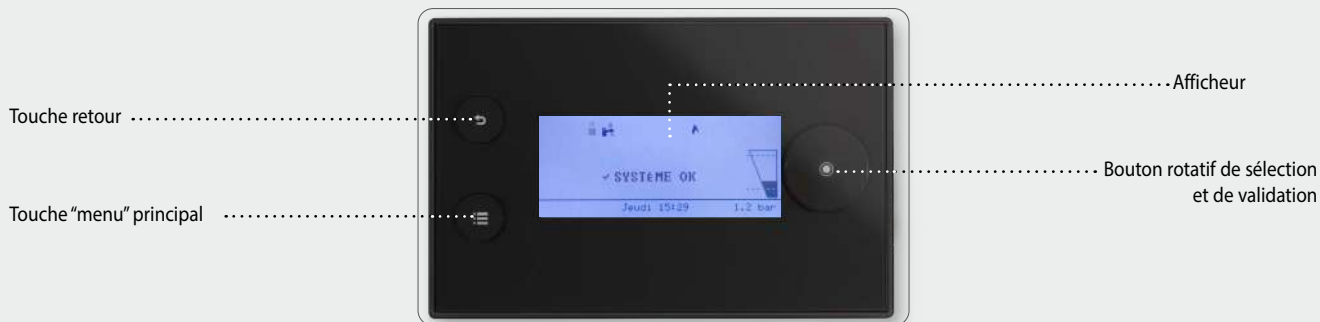 Afficheur
Touche retour
Bouton rotatif de sélection
et de validation
Touche “menu” principal
✓ SYSTèME OK
Jeudi 15:29 1.2 bar